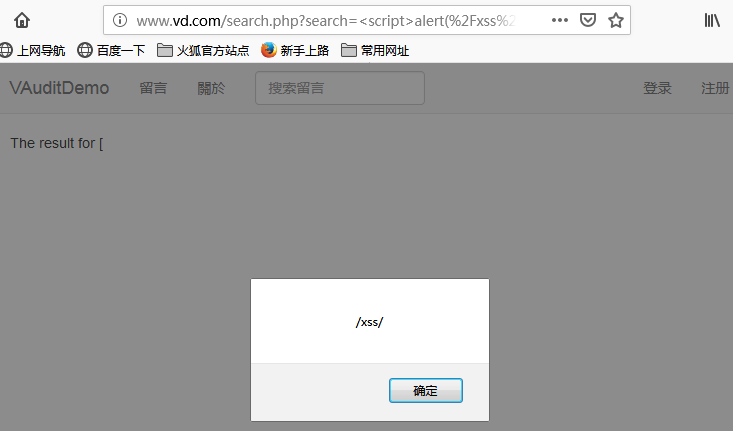 www.vd.com/search.php?search=<script>alert(%2Fxss%2
上网导航 百度一下 火狐官方站点 新手上路 常用网址
VAuditDemo 留言 關於 搜索留言 登录 注册
The result for [
/xss/
确定